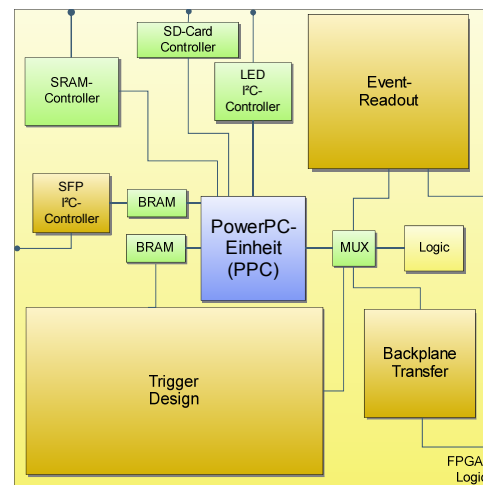 SD-Card
Controller
SRAM-
Controller
LED
I²C-
Controller
Event-
Readout
SFP
I²C-
Controller
BRAM
PowerPC-
Einheit
(PPC)
BRAM
MUX
Logic
Trigger
Design
Backplane
Transfer
FPGA
Logic